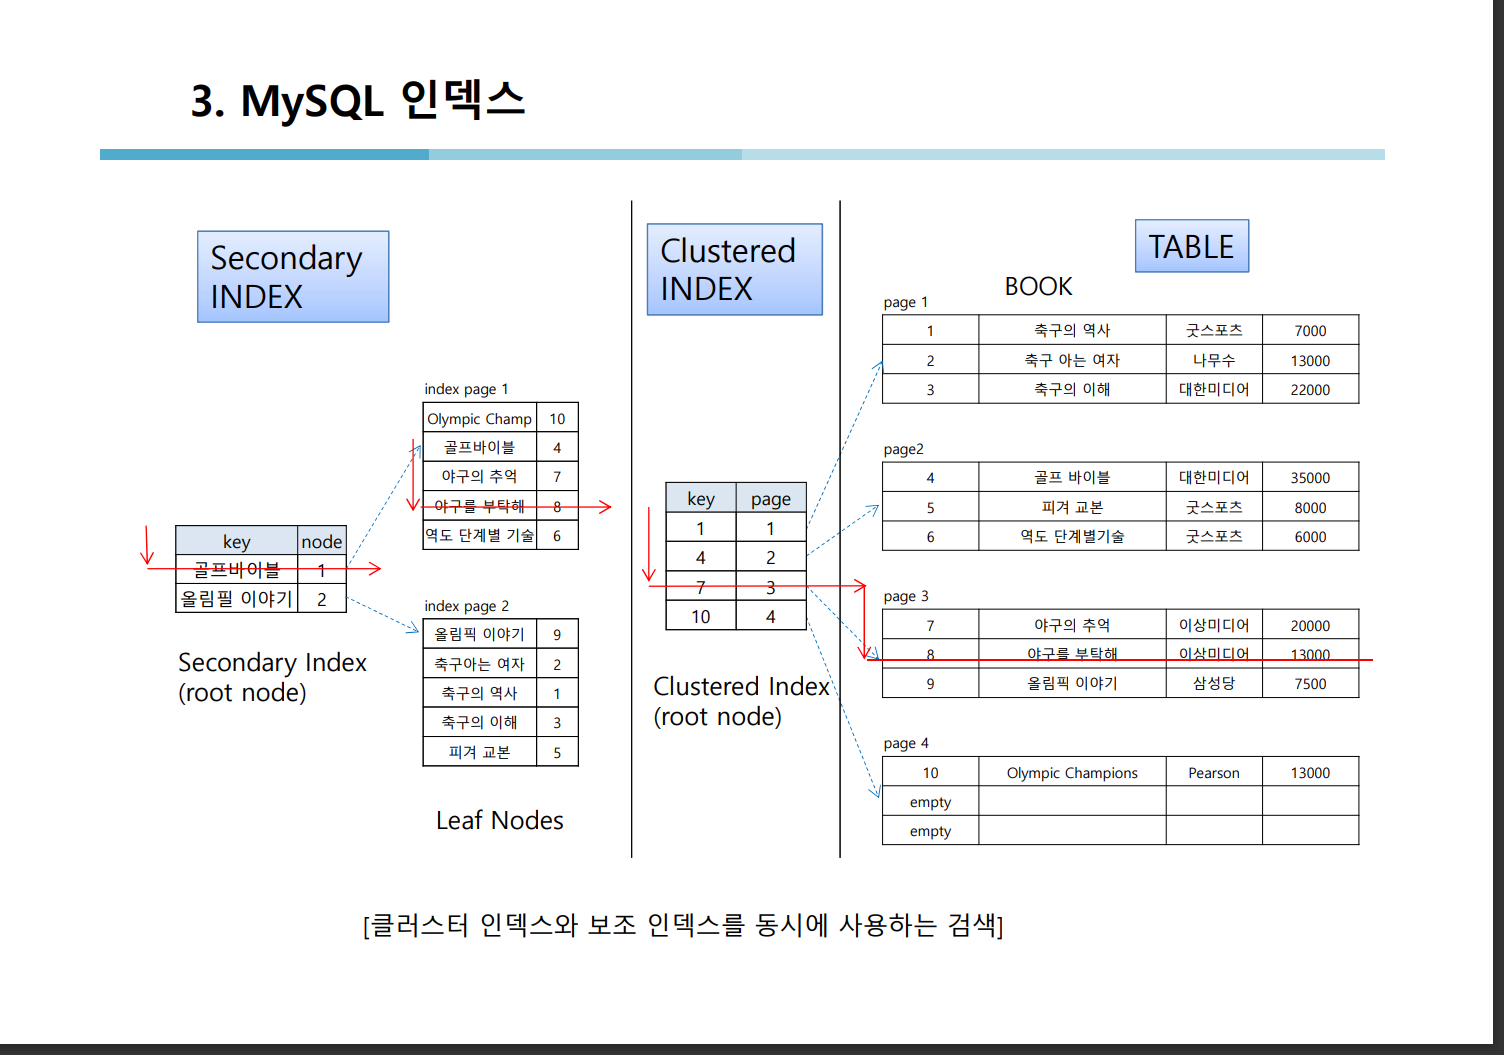 3. MySQL 인덱스
Secondary
INDEX
Clustered
INDEX
TABLE
BOOK
page 1
1 축구의 역사 굿스포츠 7000
2 축구 아는 여자 나무수 13000
3 축구의 이해 대한미디어 22000
index page 1
Olympic Champ 10
골프바이블 4
야구의 추억 7
야구를 부탁해 8
역도 단계별 기술 6
page2
4 골프 바이블 대한미디어 35000
5 피겨 교본 굿스포츠 8000
6 역도 단계별기술 굿스포츠 6000
key page
1 1
4 2
7 3
10 4
key node
골프바이블 1
올림필 이야기 2
index page 2
올림픽 이야기 9
축구아는 여자 2
축구의 역사 1
축구의 이해 3
피겨 교본 5
page 3
7 야구의 추억 이상미디어 20000
8 야구를 부탁해 이상미디어 13000
9 올림픽 이야기 삼성당 7500
Secondary Index
(root node)
Clustered Index
(root node)
page 4
10 Olympic Champions Pearson 13000
empty
empty
Leaf Nodes
[클러스터 인덱스와 보조 인덱스를 동시에 사용하는 검색]